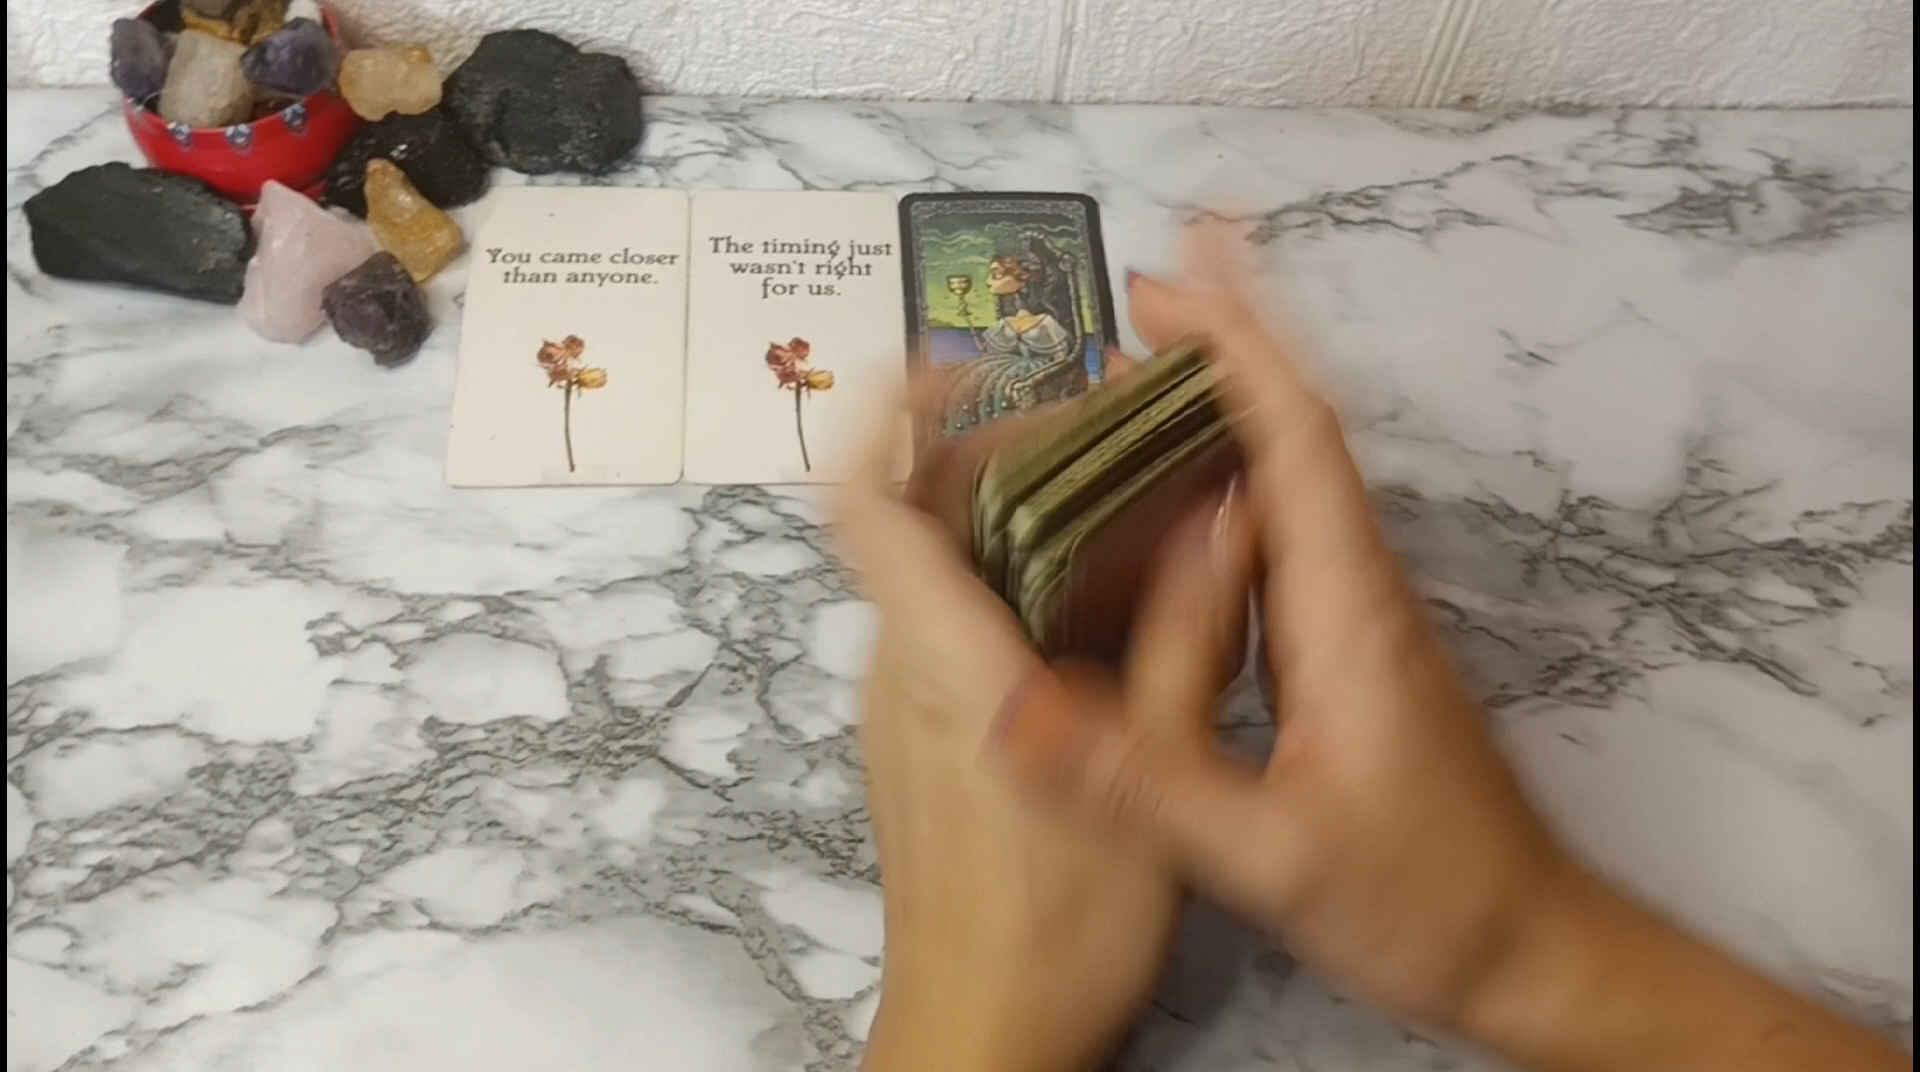 You came closer
than anyone.
The timing just
wasn't right
for us.